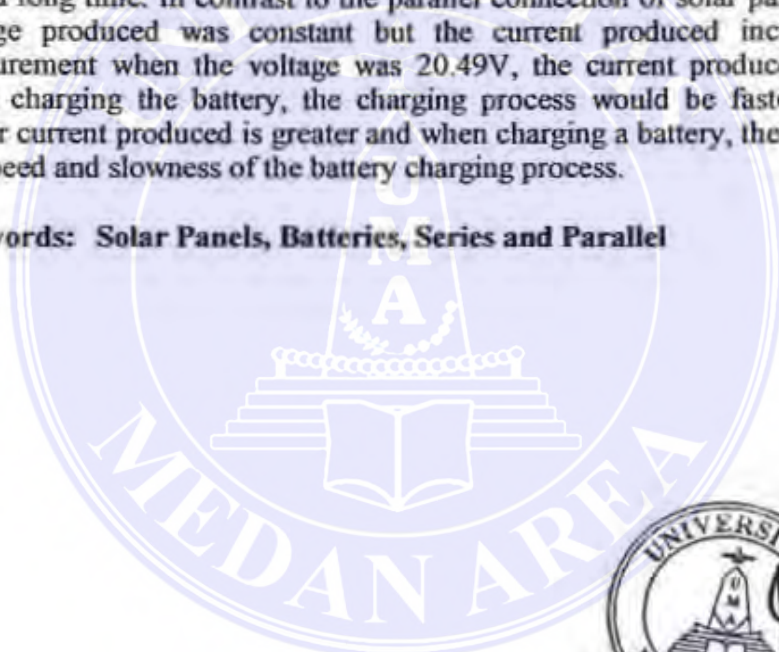 long time. In contrast to the parallel connection of solar pa
ge produced was constant but the current produced inc
urement when the voltage was 20.49V, the current produc
charging the battery, the charging process would be fast
r current produced is greater and when charging a battery, the
peed and slowness of the battery charging process.
ords: Solar Panels, Batteries, Series and Parallel
U
M
A
MEDAN AREA
UNIVERSI
U
M
A